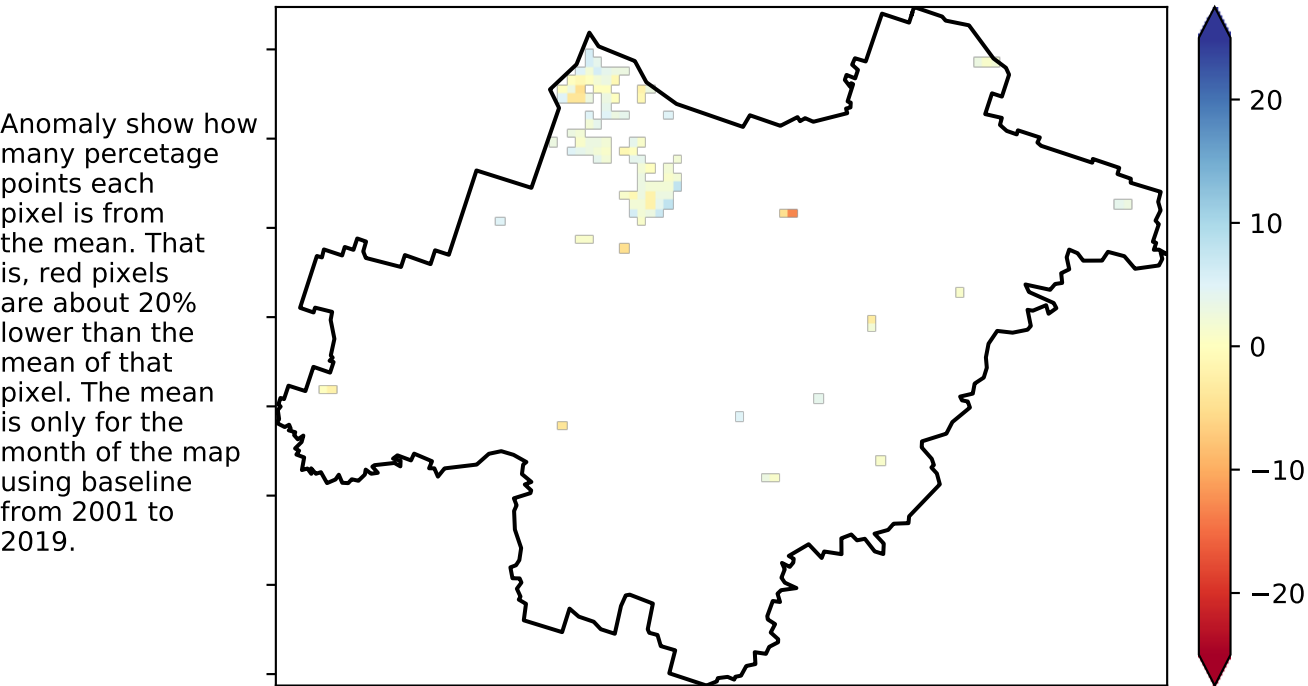 Anomaly show how
many percetage
points each
pixel is from
the mean. That
is, red pixels
are about 20%
lower than the
mean of that
pixel. The mean
is only for the
month of the map
using baseline
from 2001 to
2019.
20
10
0
−10
−20